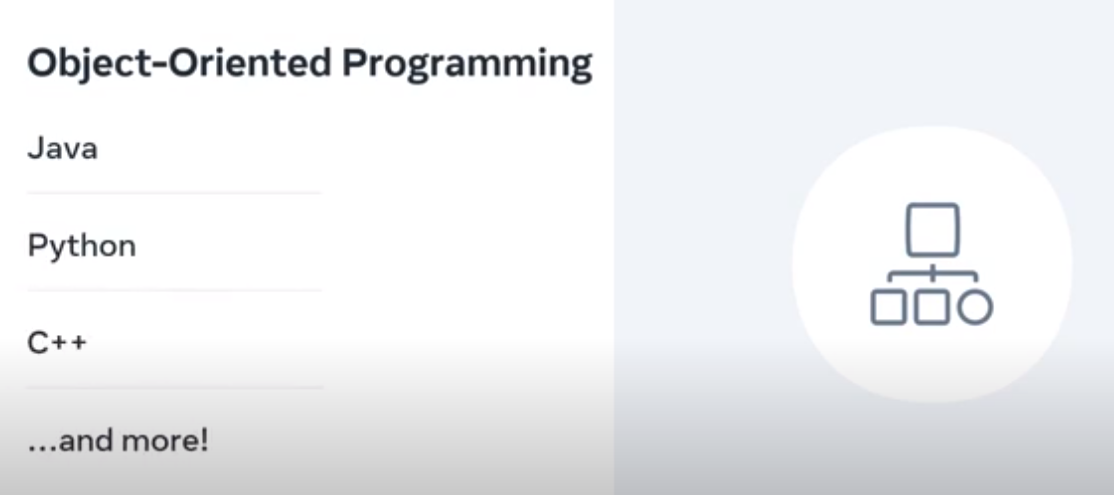 Object-Oriented Programming
Java
Python
C++
...and more!